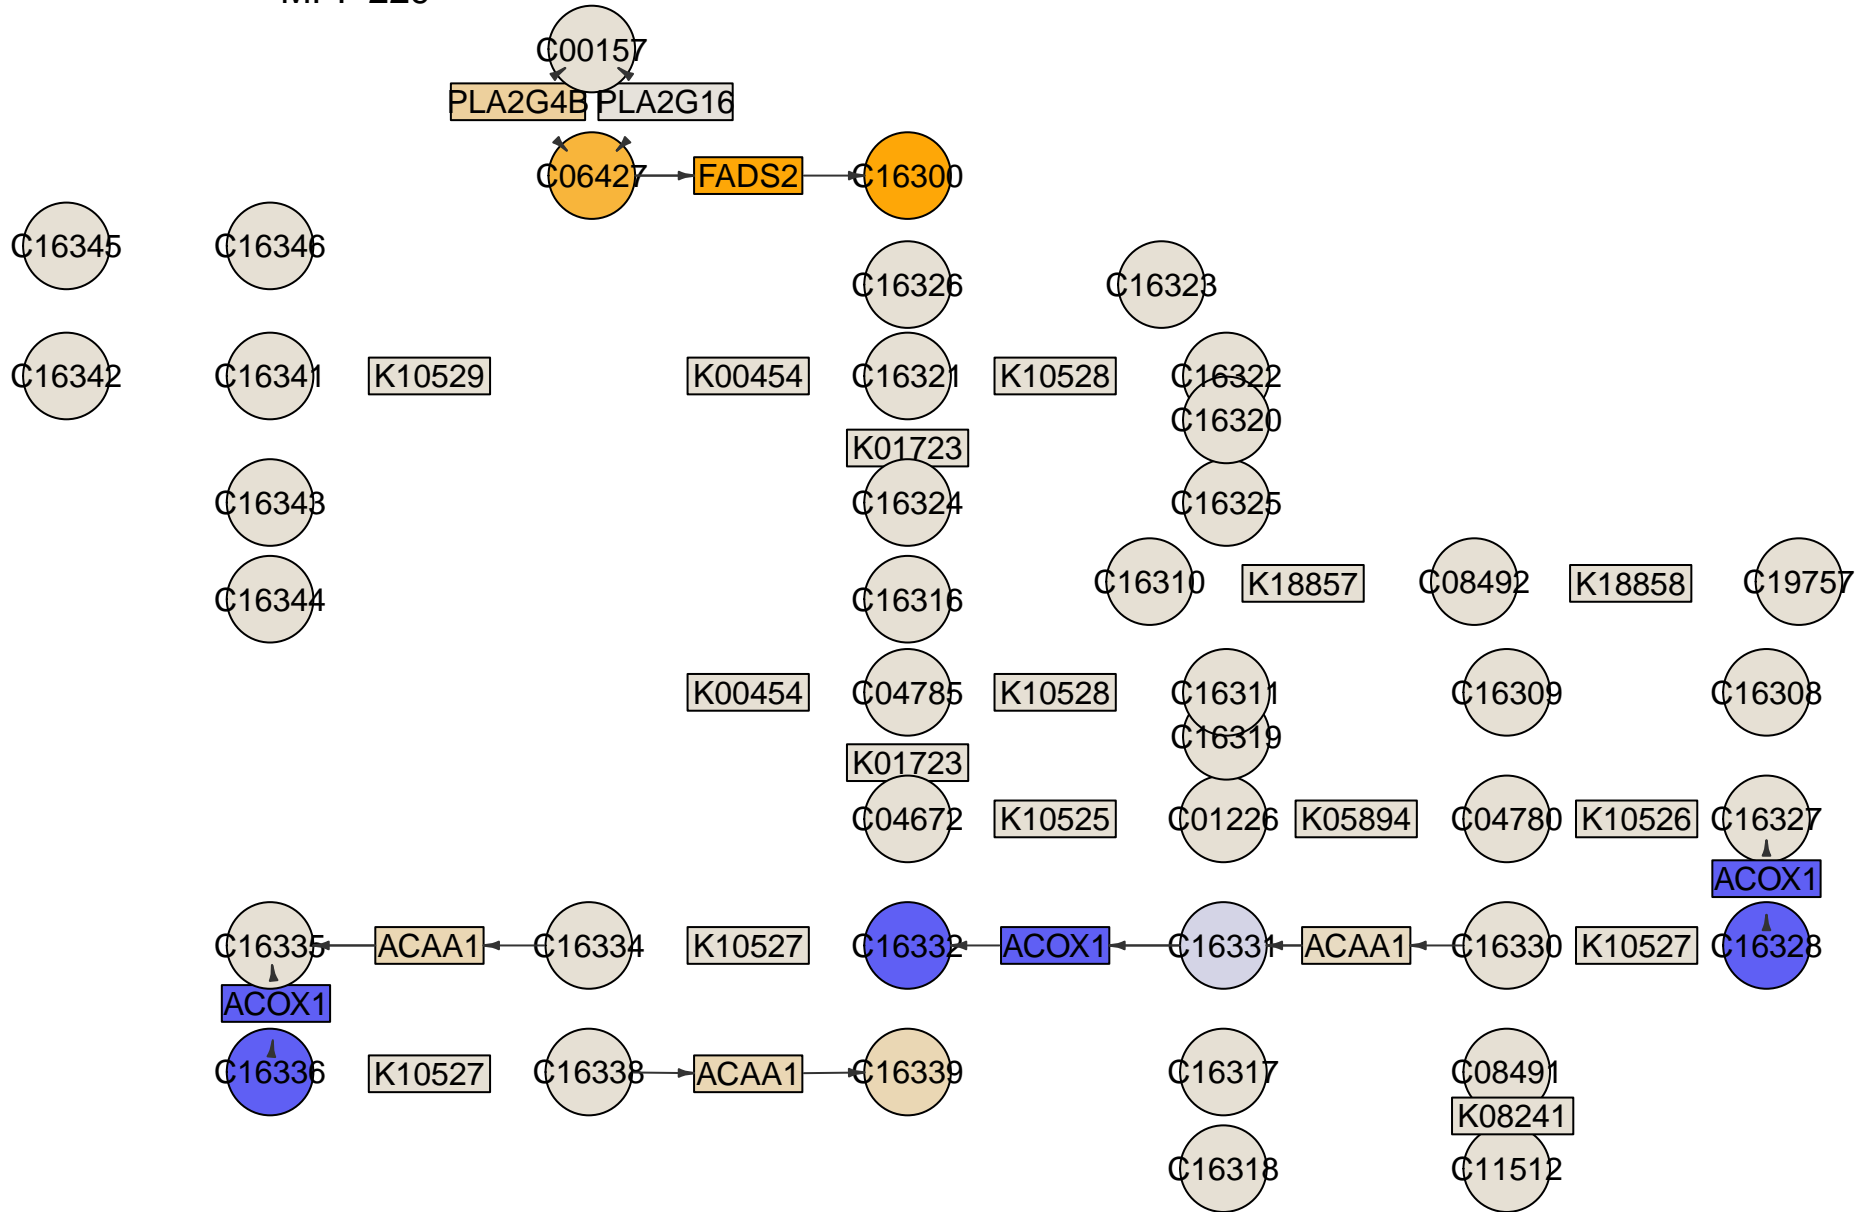 C00157
PLA2G4B PLA2G16
C06427 FADS2 C16300
C16345 C16346
C16326 C16323
C16342 C16341 K10529 K00454 C16321 K10528 C16322
C16320
K01723
C16343 C16324 C16325
C16310 K18857 C08492 K18858 C19757
C16344 C16316
K00454 C04785 K10528 C16311 C16309 C16308
C16319
K01723
C04672 K10525 C01226 K05894 C04780 K10526 C16327
ACOX1
C16335 ACAA1 C16334 K10527 C16332 ACOX1 C16331 ACAA1 C16330 K10527 C16328
ACOX1
C16336 K10527 C16338 ACAA1 C16339 C16317 C08491
K08241
C16318 C11512